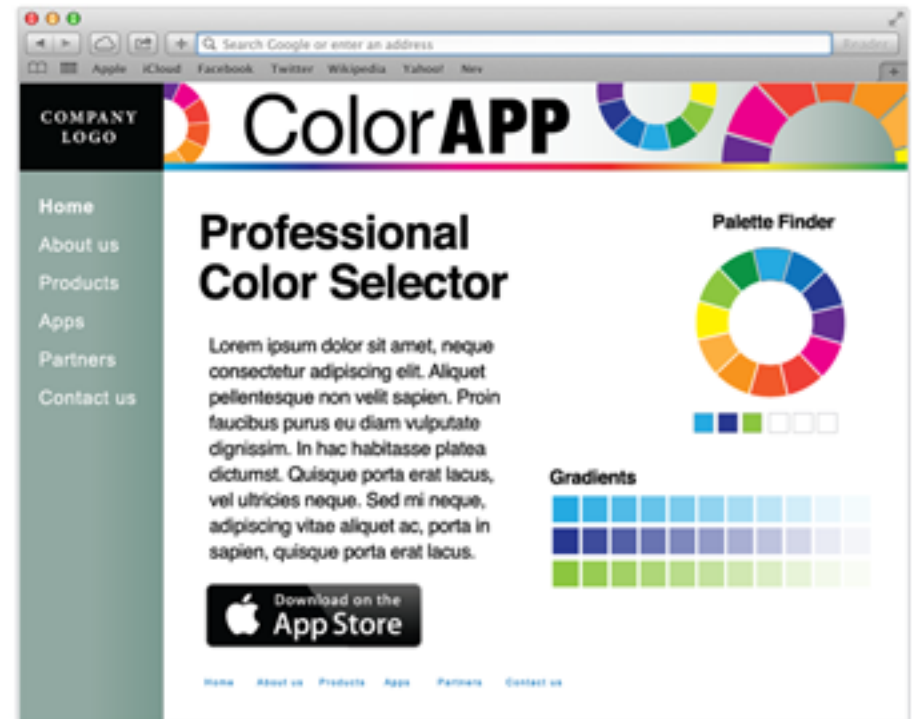 Search Google or enter an address
Reader
Apple iCloud Facebook Twitter Wikipedia Yahoo! Nev
COMPANY
LOGO
ColorAPP
Home
About us
Products
Apps
Partners
Contact us
Professional
Color Selector
Lorem ipsum dolor sit amet, neque
consectetur adipiscing elit. Aliquet
pellentesque non velit sapien. Proin
faucibus purus eu diam vulputate
dignissim. In hac habitasse platea
dictumst. Quisque porta erat lacus,
vel ultricies neque. Sed mi neque,
adipiscing vitae aliquet ac, porta in
sapien, quisque porta erat lacus.
Download on the
App Store
Palette Finder
Gradients
Home About us Products Apps Partners Contact us